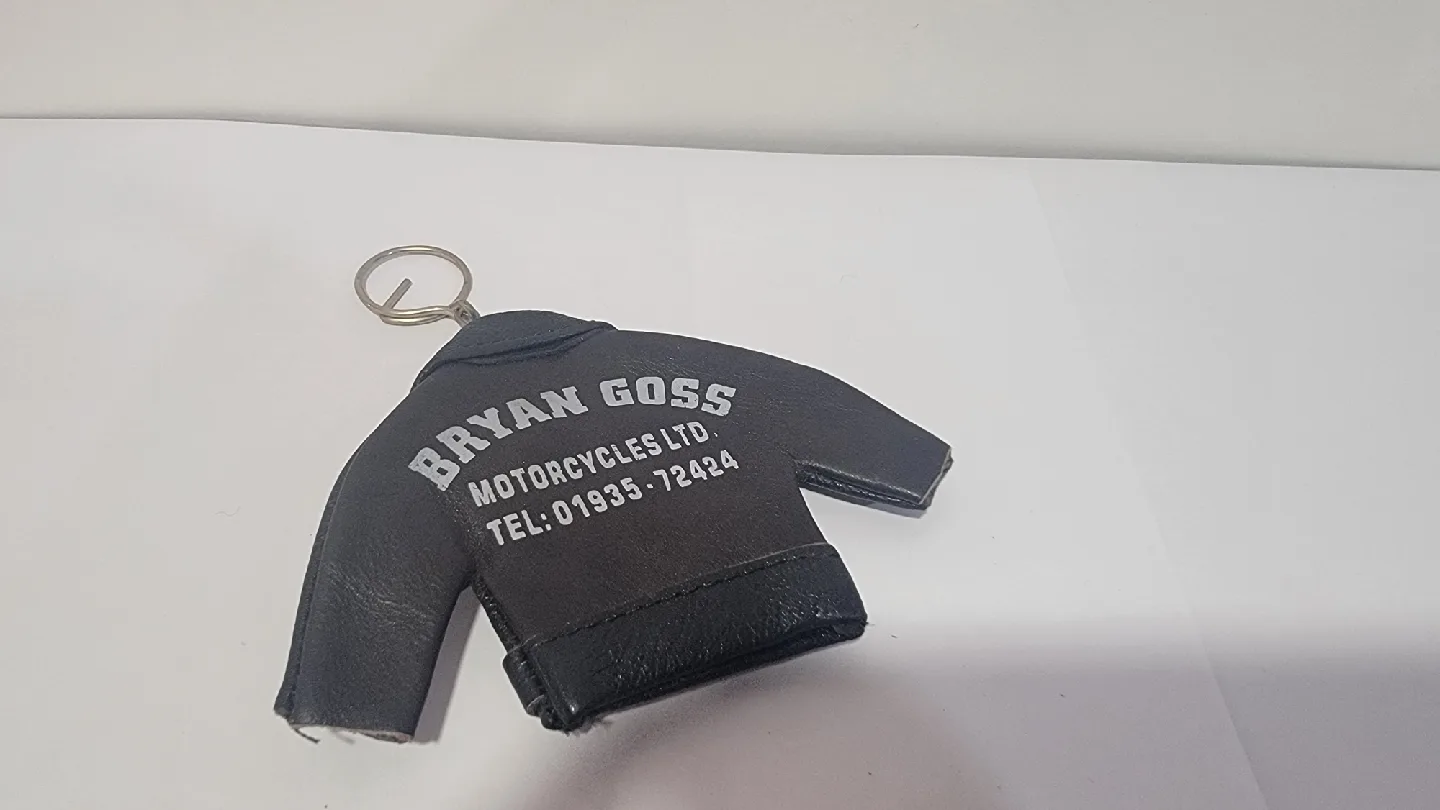 BRYAN GOSS
MOTORCYCLES LTD.
TEL: 01935 · 72424